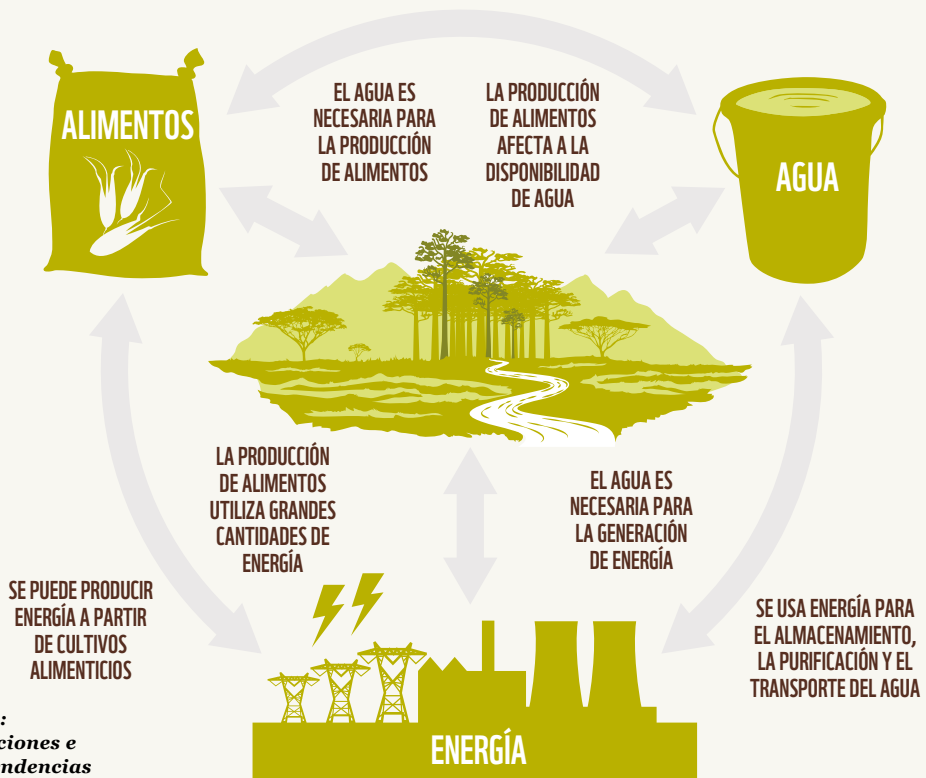 ALIMENTOS
EL AGUA ES
NECESARIA PARA
LA PRODUCCIÓN
DE ALIMENTOS
LA PRODUCCIÓN
DE ALIMENTOS
AFECTA A LA
DISPONIBILIDAD
DE AGUA
AGUA
LA PRODUCCIÓN
DE ALIMENTOS
UTILIZA GRANDES
CANTIDADES DE
ENERGÍA
EL AGUA ES
NECESARIA PARA
LA GENERACIÓN
DE ENERGÍA
SE PUEDE PRODUCIR
ENERGÍA A PARTIR
DE CULTIVOS
ALIMENTICIOS
SE USA ENERGÍA PARA
EL ALMACENAMIENTO,
LA PURIFICACIÓN Y EL
TRANSPORTE DEL AGUA
ENERGÍA
:
ciones e
ndencias